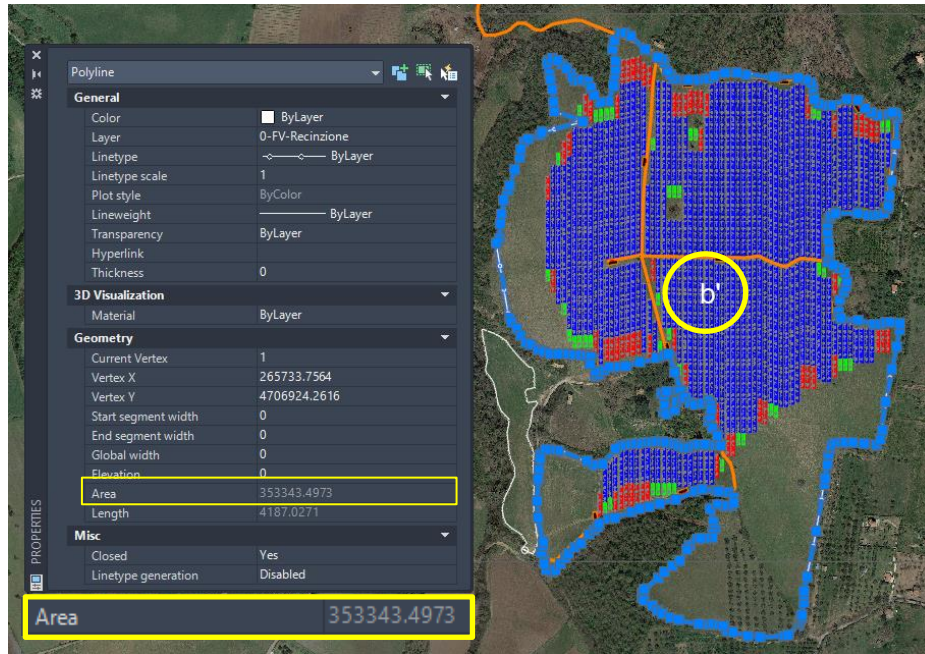 Polyline
General
Color ByLayer
Layer 0-FV-Recinzione
Linetype ByLayer
Linetype scale 1
Plot style ByColor
Lineweight ByLayer
Transparency ByLayer
Hyperlink
Thickness 0
3D Visualization
Material ByLayer
Geometry
Current Vertex 1
Vertex X 265733.7564
Vertex Y 4706924.2616
Start segment width 0
End segment width 0
Global width 0
Elevation 0
Area 353343.4973
Length 4187.0271
Misc
Closed Yes
Linetype generation Disabled
PROPERTIES
Area 353343.4973
b'